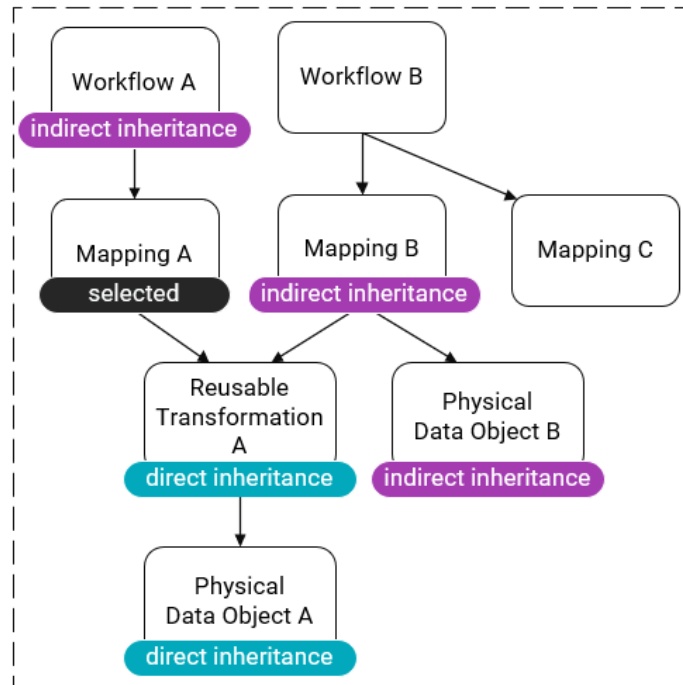 Workflow A
indirect inheritance
Workflow B
Mapping A
selected
Mapping B
indirect inheritance
Mapping C
Reusable
Transformation
A
direct inheritance
Physical
Data Object B
indirect inheritance
Physical
Data Object A
direct inheritance